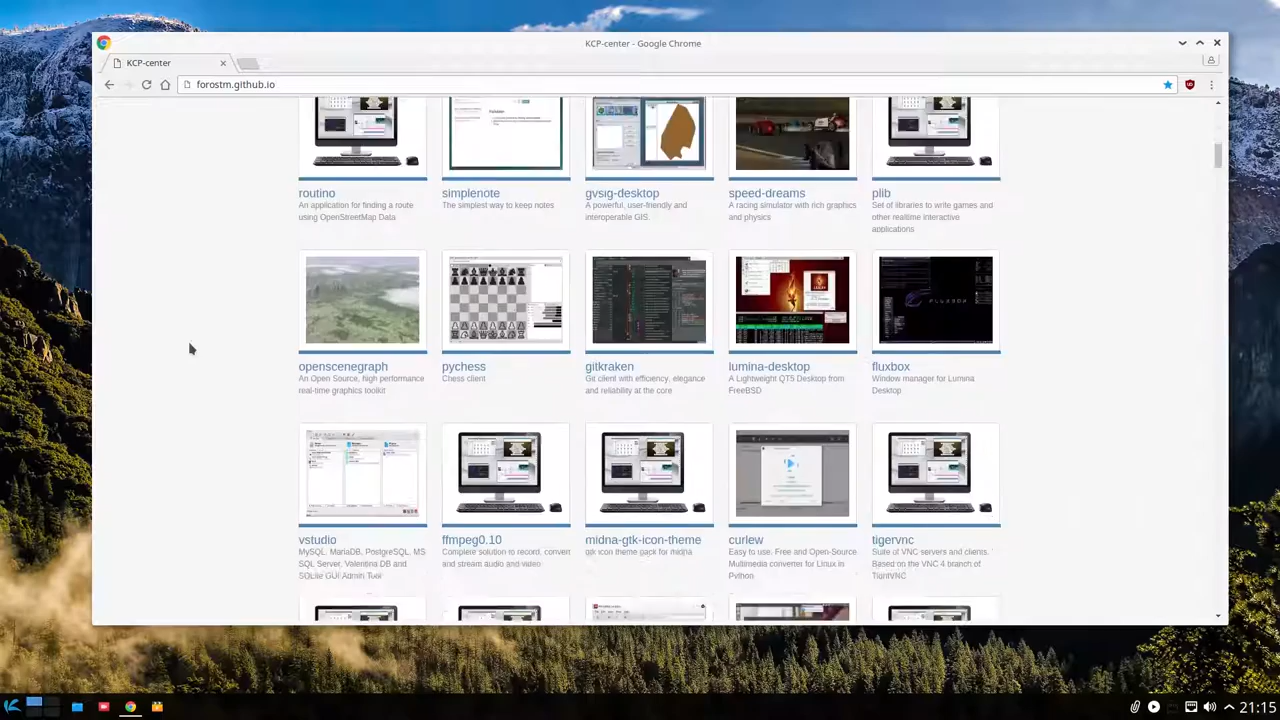 KCP-center - Google Chrome
KCP-center
forostm.github.io
routino
An application for finding a route
using OpenStreetMap Data
simplenote
The simplest way to keep notes
gvsig-desktop
A powerful, user-friendly and
interoperable GIS.
speed-dreams
A racing simulator with rich graphics
and physics
plib
Set of libraries to write games and
other realtime interactive
applications
openscenegraph
An Open Source, high performance
real-time graphics toolkit
pychess
Chess client
gitkraken
Git client with efficiency, elegance
and reliability at the core
lumina-desktop
A Lightweight QT5 Desktop from
FreeBSD
fluxbox
Window manager for Lumina
Desktop
vstudio
MySQL, MariaDB, PostgreSQL, MS
SQL Server, Valentina DB and
SQLite GUI Admin Tool
ffmpeg0.10
Complete solution to record, convert
and stream audio and video
midna-gtk-icon-theme
gtk icon theme pack for midna
curlew
Easy to use, Free and Open-Source
Multimedia converter for Linux in
Python
tigervnc
Suite of VNC servers and clients.
Based on the VNC 4 branch of
TightVNC
21:15